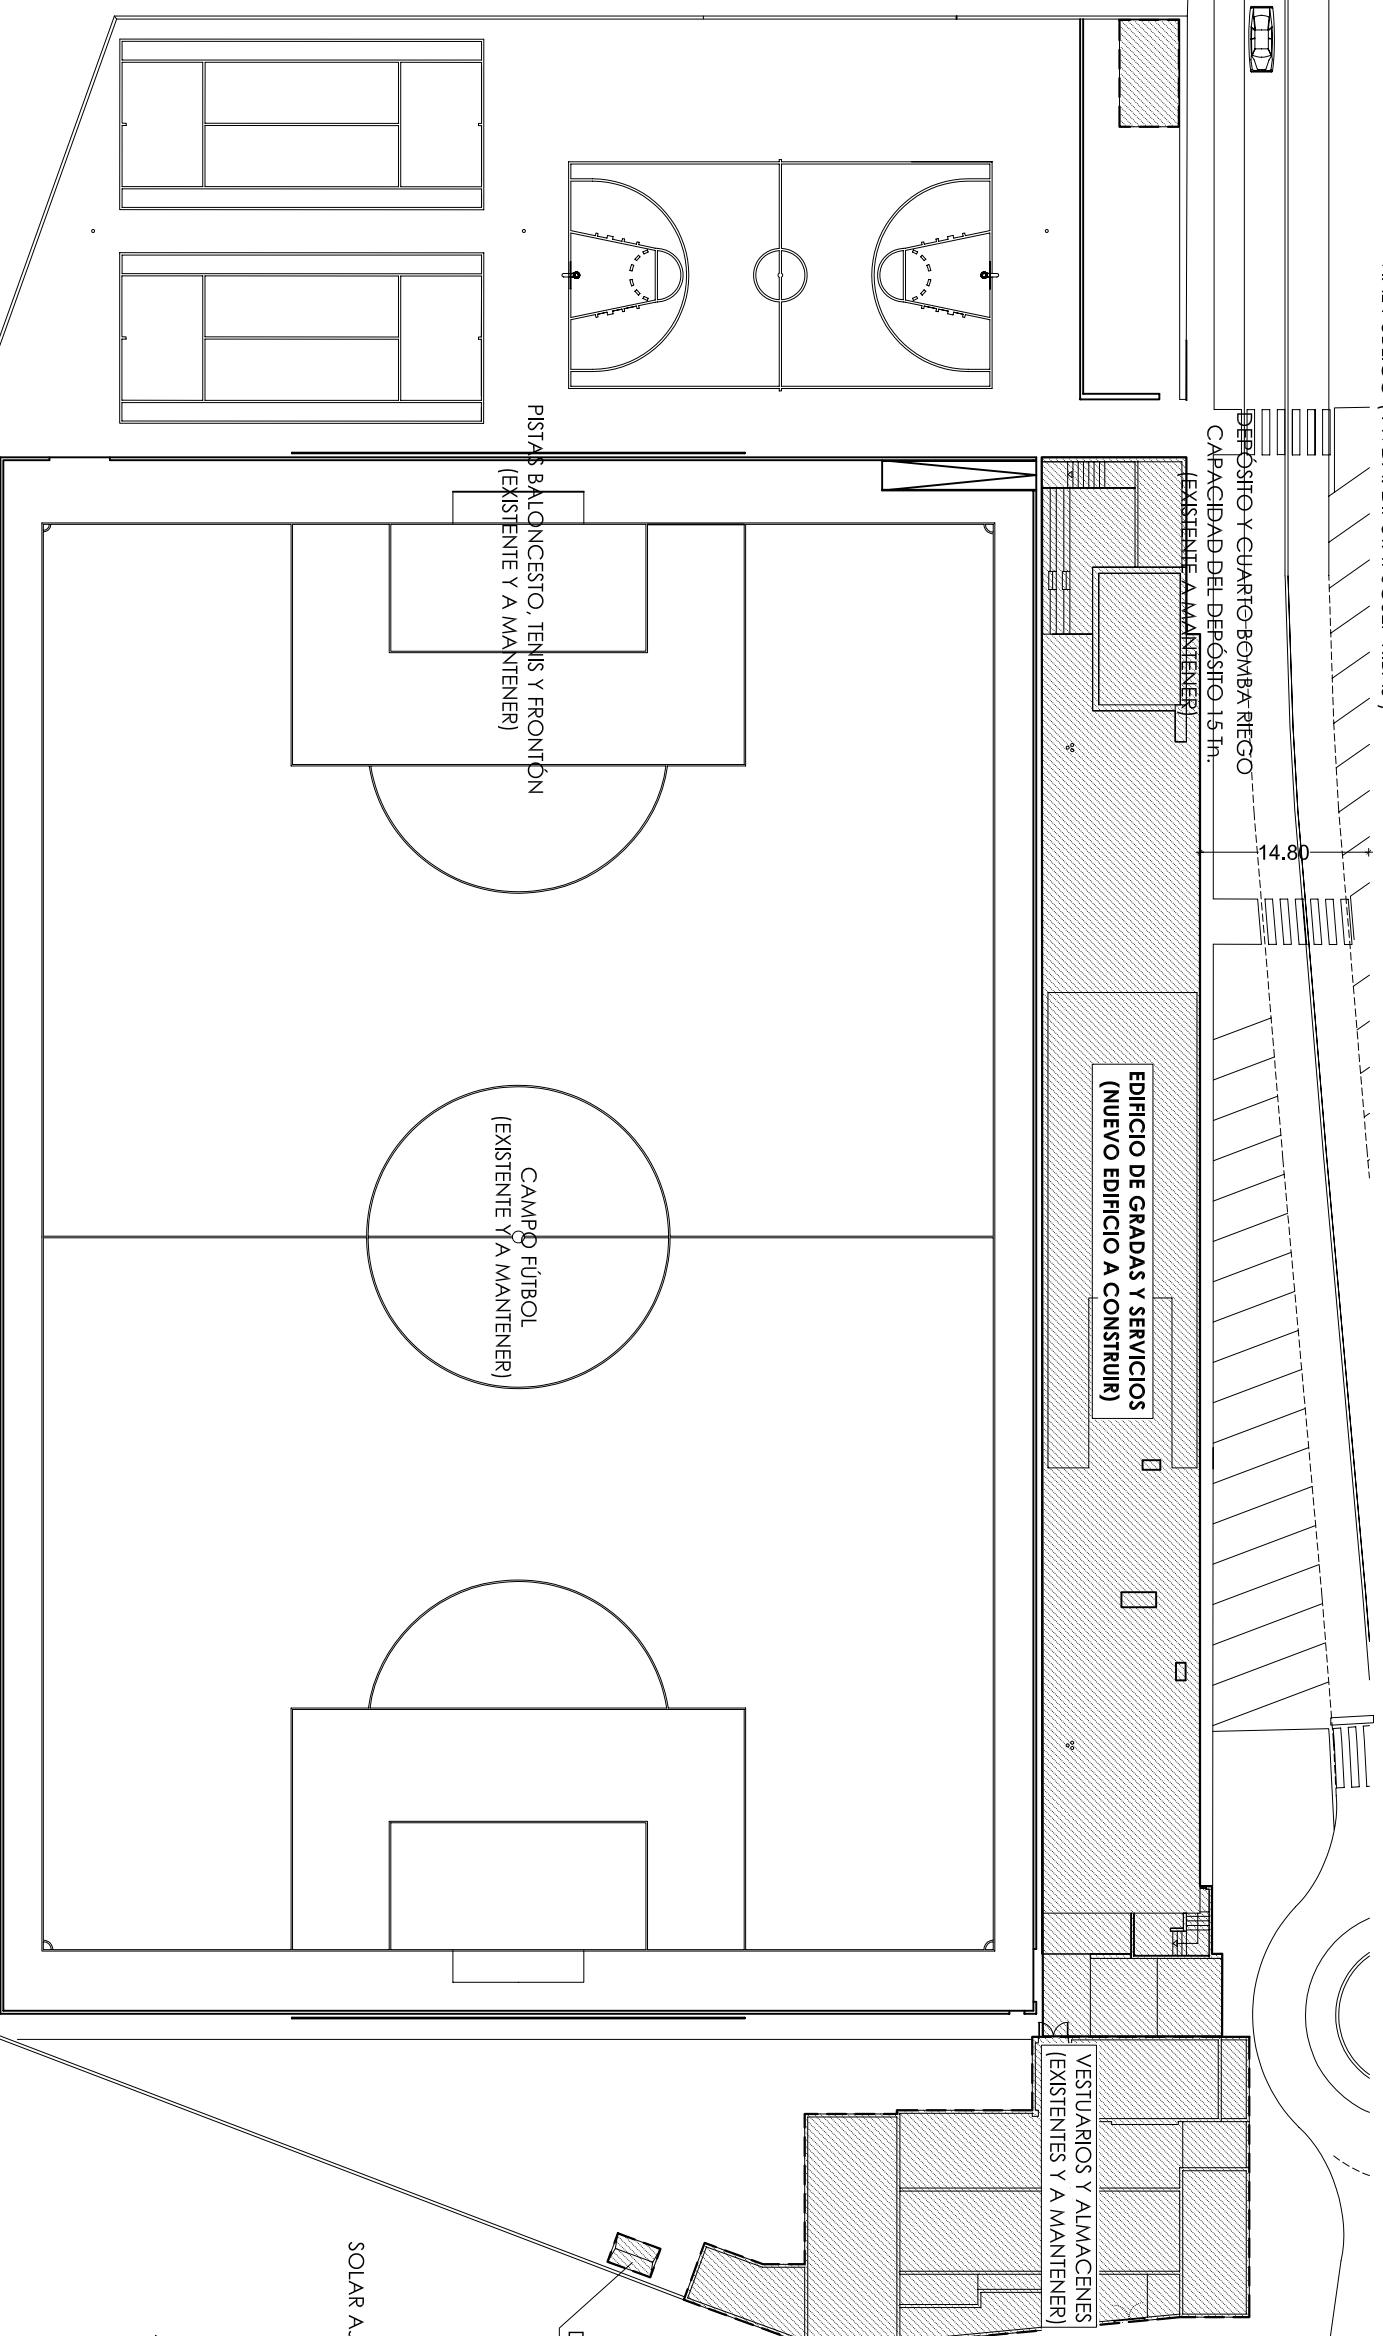 DEPÓSITO Y CUARTO BOMBA RIEGO
CAPACIDAD DEL DEPÓSITO 15 Tn.
(EXISTENTE A MANTENER)
14.80
PISTAS BALONCESTO, TENIS Y FRONTÓN
(EXISTENTE Y A MANTENER)
EDIFICIO DE GRADAS Y SERVICIOS
(NUEVO EDIFICIO A CONSTRUIR)
CAMPO FÚTBOL
(EXISTENTE Y A MANTENER)
VESTUARIOS Y ALMACENES
(EXISTENTES Y A MANTENER)
SOLAR